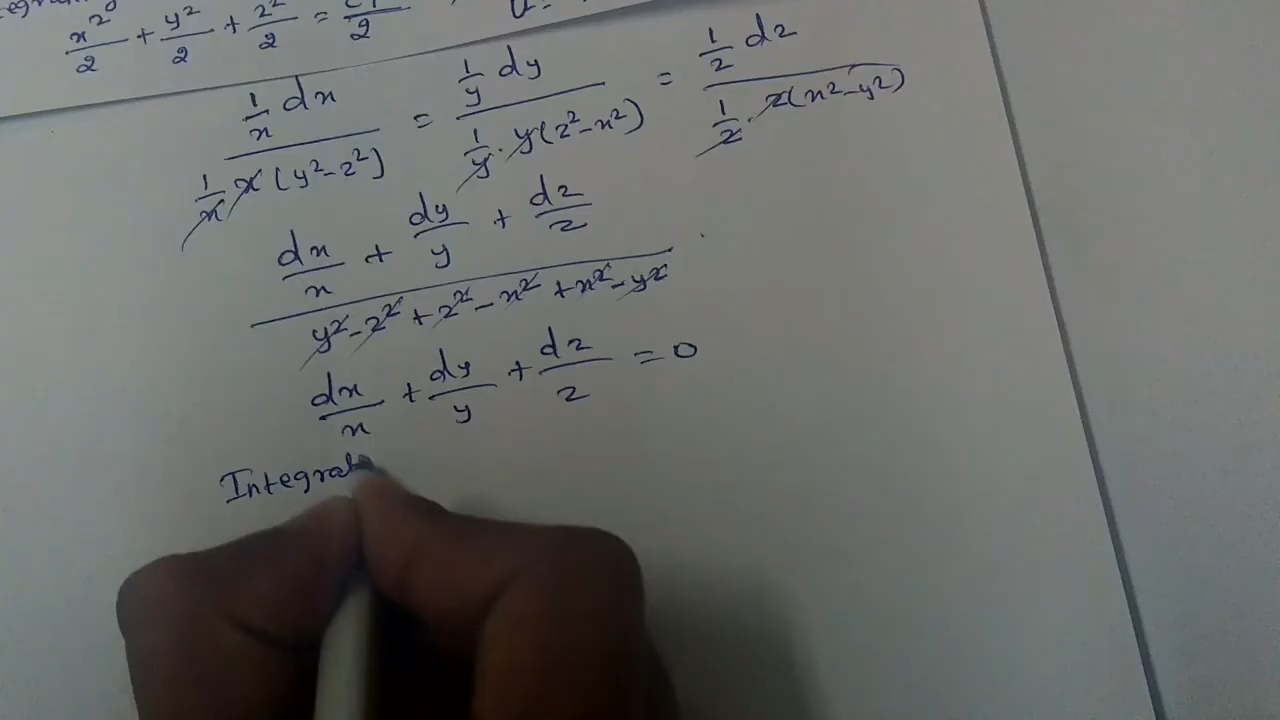 x²/2 + y²/2 + z²/2 = c1/2
(1/x dx) / (1/x · x(y²-z²)) = (1/y dy) / (1/y · y(z²-x²)) = (1/z dz) / (1/z · z(x²-y²))
(dx/x + dy/y + dz/z) / (y²-z²+z²-x²+x²-y²)
dx/x + dy/y + dz/z = 0
Integrat